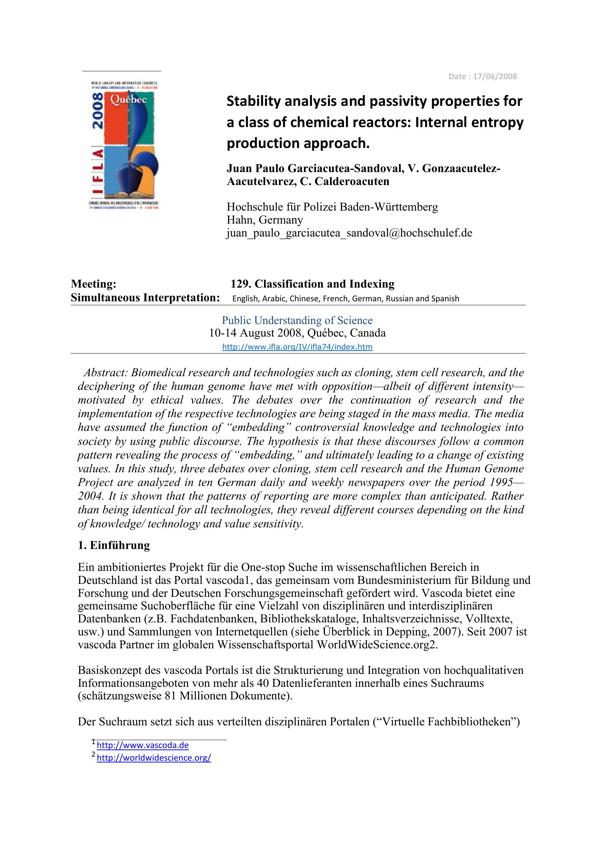 Date : 17/06/2008
WORLD LIBRARY AND INFORMATION CONGRESS:
Québec
IFLA 2008
Stability analysis and passivity properties for
a class of chemical reactors: Internal entropy
production approach.
Juan Paulo Garciacutea-Sandoval, V. Gonzaacutelez-
Aacutelvarez, C. Calderoacuten
Hochschule für Polizei Baden-Württemberg
Hahn, Germany
juan_paulo_garciacutea_sandoval@hochschulef.de
Meeting: 129. Classification and Indexing
Simultaneous Interpretation: English, Arabic, Chinese, French, German, Russian and Spanish
Public Understanding of Science
10-14 August 2008, Québec, Canada
http://www.ifla.org/IV/ifla74/index.htm
Abstract: Biomedical research and technologies such as cloning, stem cell research, and the
deciphering of the human genome have met with opposition—albeit of different intensity—
motivated by ethical values. The debates over the continuation of research and the
implementation of the respective technologies are being staged in the mass media. The media
have assumed the function of “embedding” controversial knowledge and technologies into
society by using public discourse. The hypothesis is that these discourses follow a common
pattern revealing the process of “embedding,” and ultimately leading to a change of existing
values. In this study, three debates over cloning, stem cell research and the Human Genome
Project are analyzed in ten German daily and weekly newspapers over the period 1995—
2004. It is shown that the patterns of reporting are more complex than anticipated. Rather
than being identical for all technologies, they reveal different courses depending on the kind
of knowledge/ technology and value sensitivity.
1. Einführung
Ein ambitioniertes Projekt für die One-stop Suche im wissenschaftlichen Bereich in
Deutschland ist das Portal vascoda1, das gemeinsam vom Bundesministerium für Bildung und
Forschung und der Deutschen Forschungsgemeinschaft gefördert wird. Vascoda bietet eine
gemeinsame Suchoberfläche für eine Vielzahl von disziplinären und interdisziplinären
Datenbanken (z.B. Fachdatenbanken, Bibliothekskataloge, Inhaltsverzeichnisse, Volltexte,
usw.) und Sammlungen von Internetquellen (siehe Überblick in Depping, 2007). Seit 2007 ist
vascoda Partner im globalen Wissenschaftsportal WorldWideScience.org2.
Basiskonzept des vascoda Portals ist die Strukturierung und Integration von hochqualitativen
Informationsangeboten von mehr als 40 Datenlieferanten innerhalb eines Suchraums
(schätzungsweise 81 Millionen Dokumente).
Der Suchraum setzt sich aus verteilten disziplinären Portalen (“Virtuelle Fachbibliotheken”)
1 http://www.vascoda.de
2 http://worldwidescience.org/